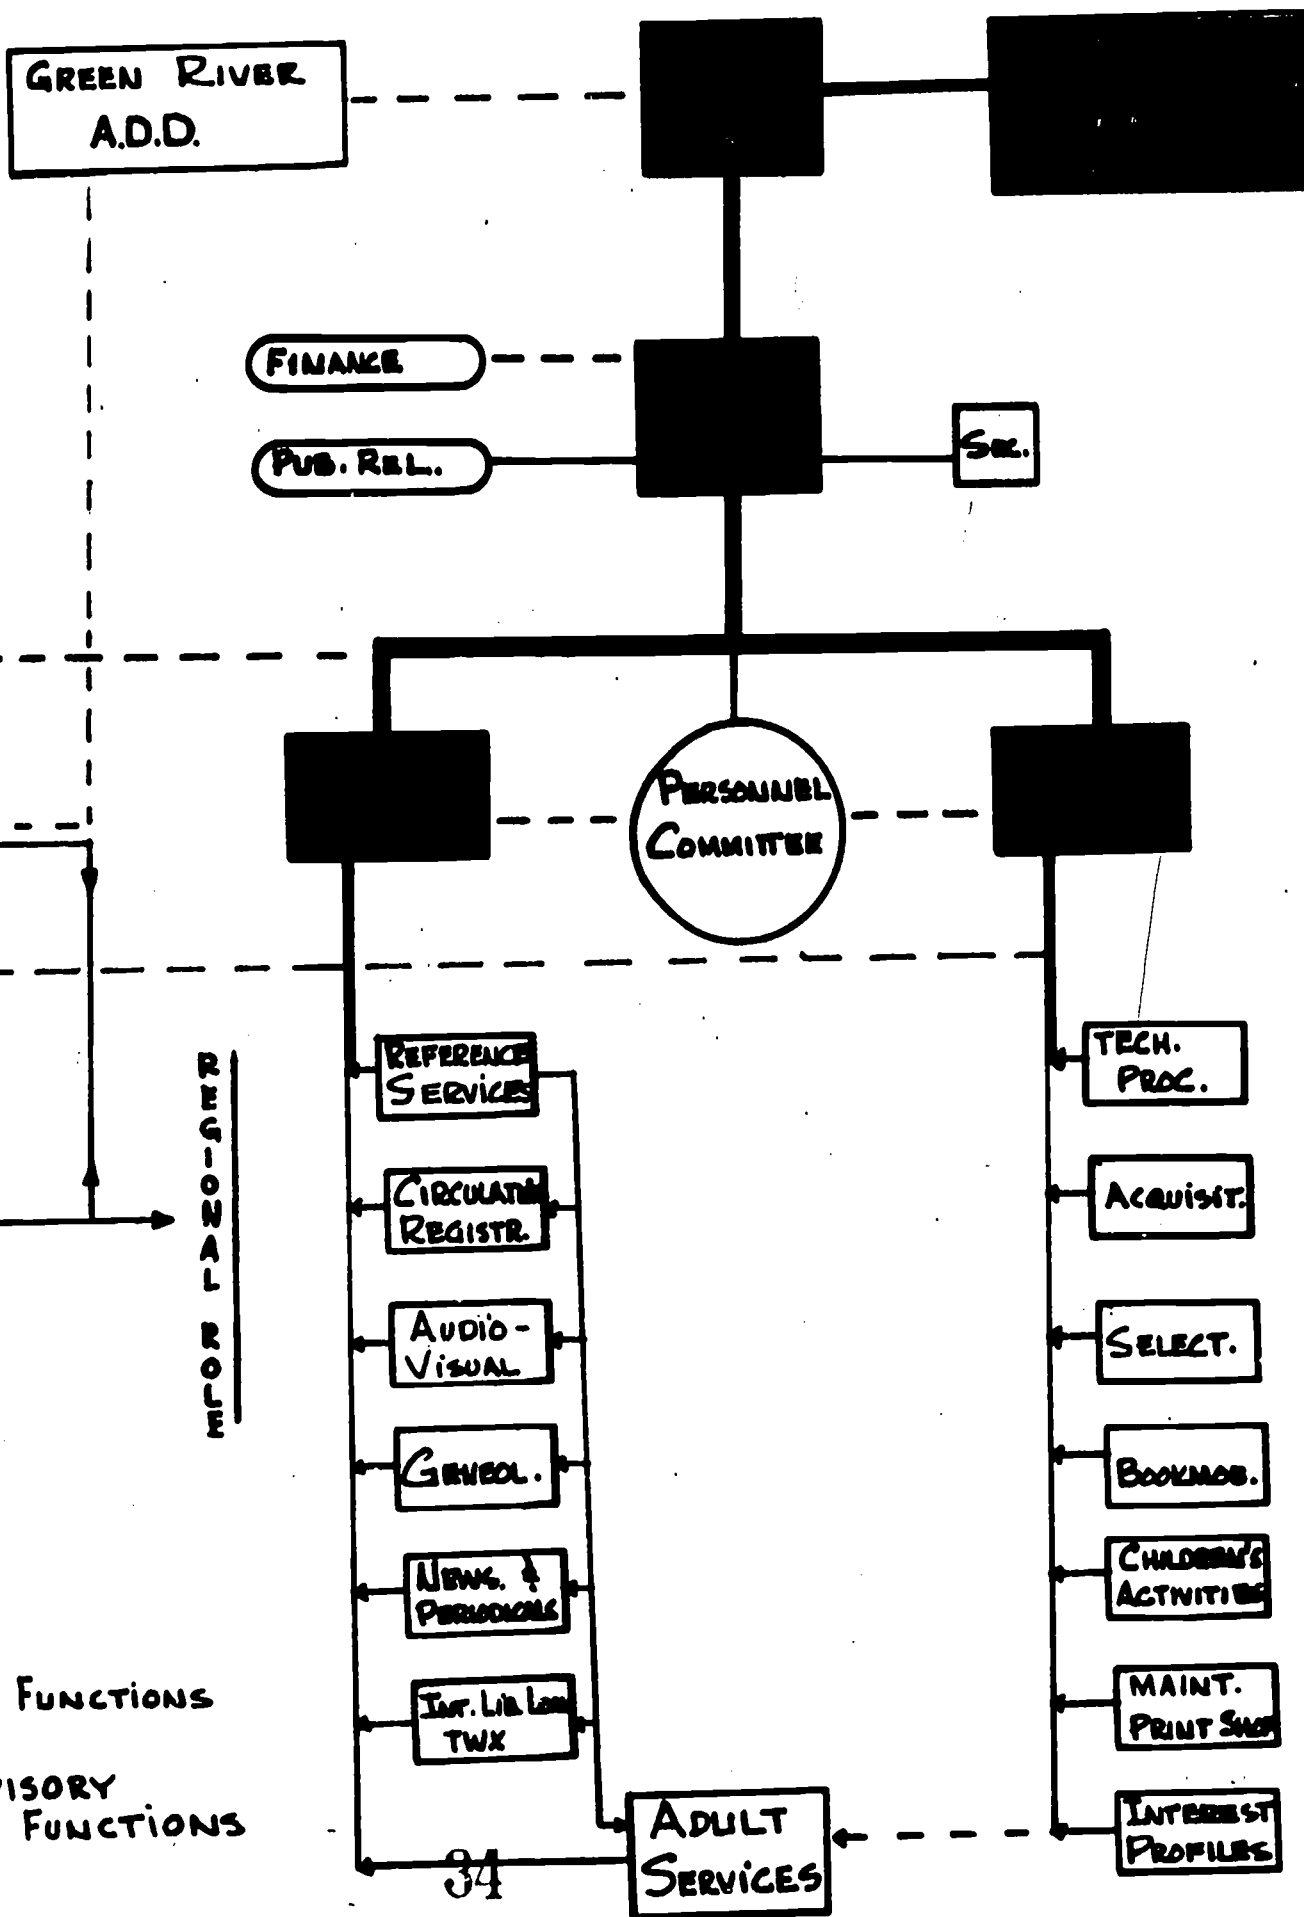 GREEN RIVER
A.D.D.
FINANCE
PUB. REL.
SEC.
PERSONNEL
COMMITTEE
REGIONAL ROLE
REFERENCE
SERVICES
TECH.
PROC.
REGISTR.
ACQUISIT.
AUDIO-
VISUAL
SELECT.
GENEOL.
BOOKMOB.
NEWS. &
PERIODICALS
CHILDREN'S
ACTIVITIES
FUNCTIONS
INT. LIB LOAN
TWX
MAINT.
PRINT SHOP
VISORY
FUNCTIONS
ADULT
SERVICES
INTEREST
PROFILES
34